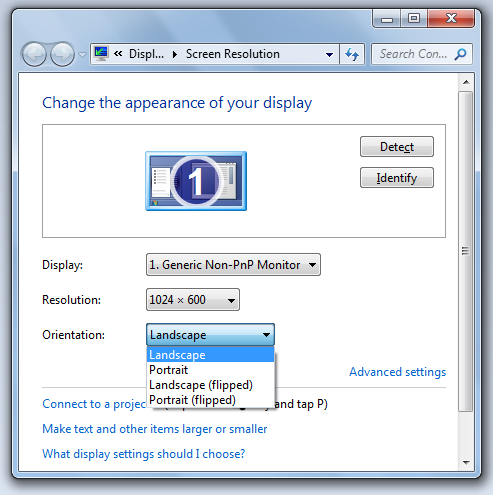 « Displ... ▸ Screen Resolution
Search Con...
Change the appearance of your display
1
Detect
Identify
Display: 1. Generic Non-PnP Monitor
Resolution: 1024 × 600
Orientation: Landscape
Landscape
Portrait
Landscape (flipped)
Portrait (flipped)
Advanced settings
Connect to a projec and tap P)
Make text and other items larger or smaller
What display settings should I choose?